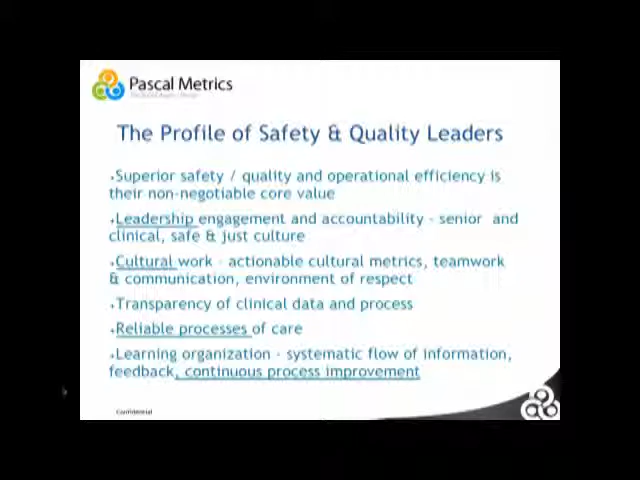 Pascal Metrics
The Profile of Safety & Quality Leaders
•Superior safety / quality and operational efficiency is
their non-negotiable core value
•Leadership engagement and accountability - senior and
clinical, safe & just culture
•Cultural work - actionable cultural metrics, teamwork
& communication, environment of respect
•Transparency of clinical data and process
•Reliable processes of care
•Learning organization - systematic flow of information,
feedback, continuous process improvement
Confidential